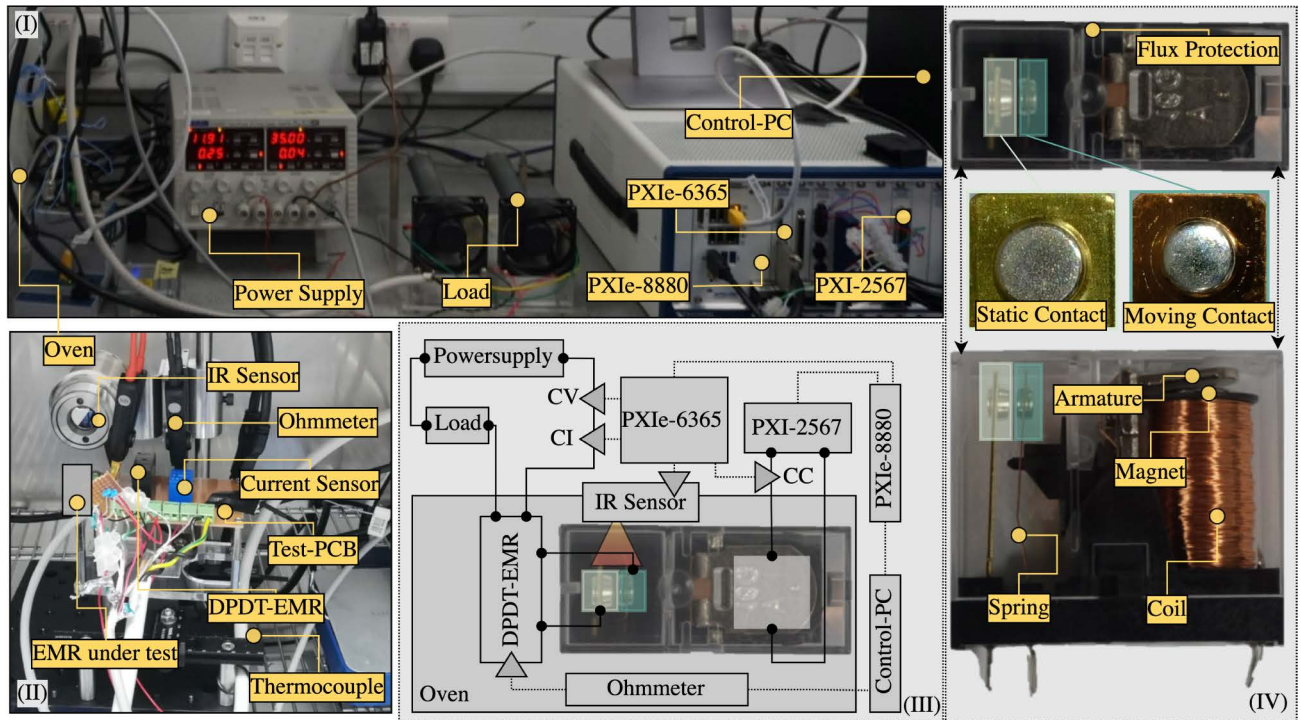 (I)
11.91
35.00
0.25
0.04
Control-PC
PXIe-6365
Power Supply
Load
PXIe-8880
PXI-2567
Oven
IR Sensor
Ohmmeter
Current Sensor
Test-PCB
DPDT-EMR
EMR under test
Thermocouple
(II)
Powersupply
CV
PXIe-6365
Load
CI
PXI-2567
CC
PXIe-8880
IR Sensor
DPDT-EMR
Control-PC
Oven
Ohmmeter
(III)
Flux Protection
Static Contact
Moving Contact
Armature
Magnet
Spring
Coil
(IV)